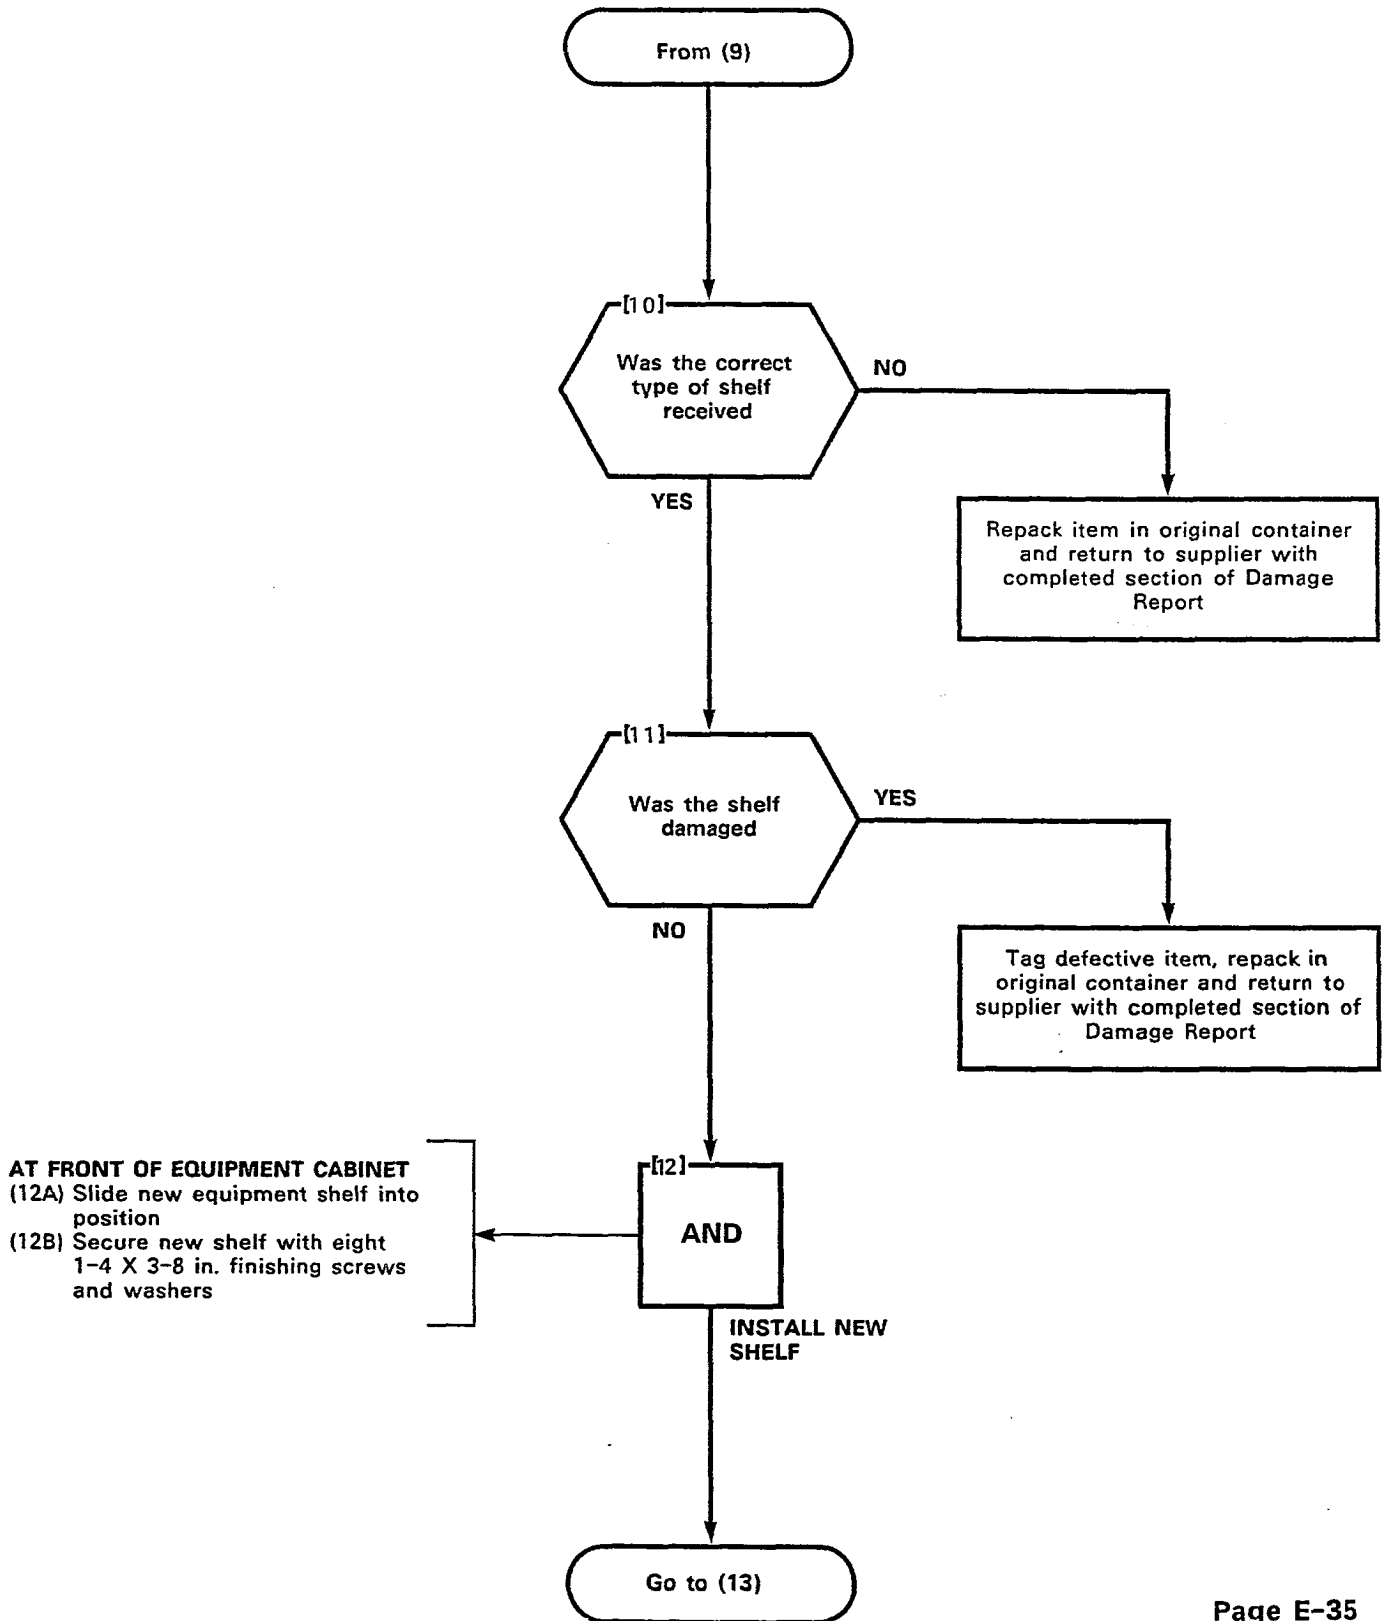 From (9)
[10]
Was the correct
type of shelf
received
NO
YES
Repack item in original container
and return to supplier with
completed section of Damage
Report
[11]
Was the shelf
damaged
YES
NO
Tag defective item, repack in
original container and return to
supplier with completed section of
Damage Report
[12]
AND
AT FRONT OF EQUIPMENT CABINET
(12A) Slide new equipment shelf into
position
(12B) Secure new shelf with eight
1-4 X 3-8 in. finishing screws
and washers
INSTALL NEW
SHELF
Go to (13)
Page E-35